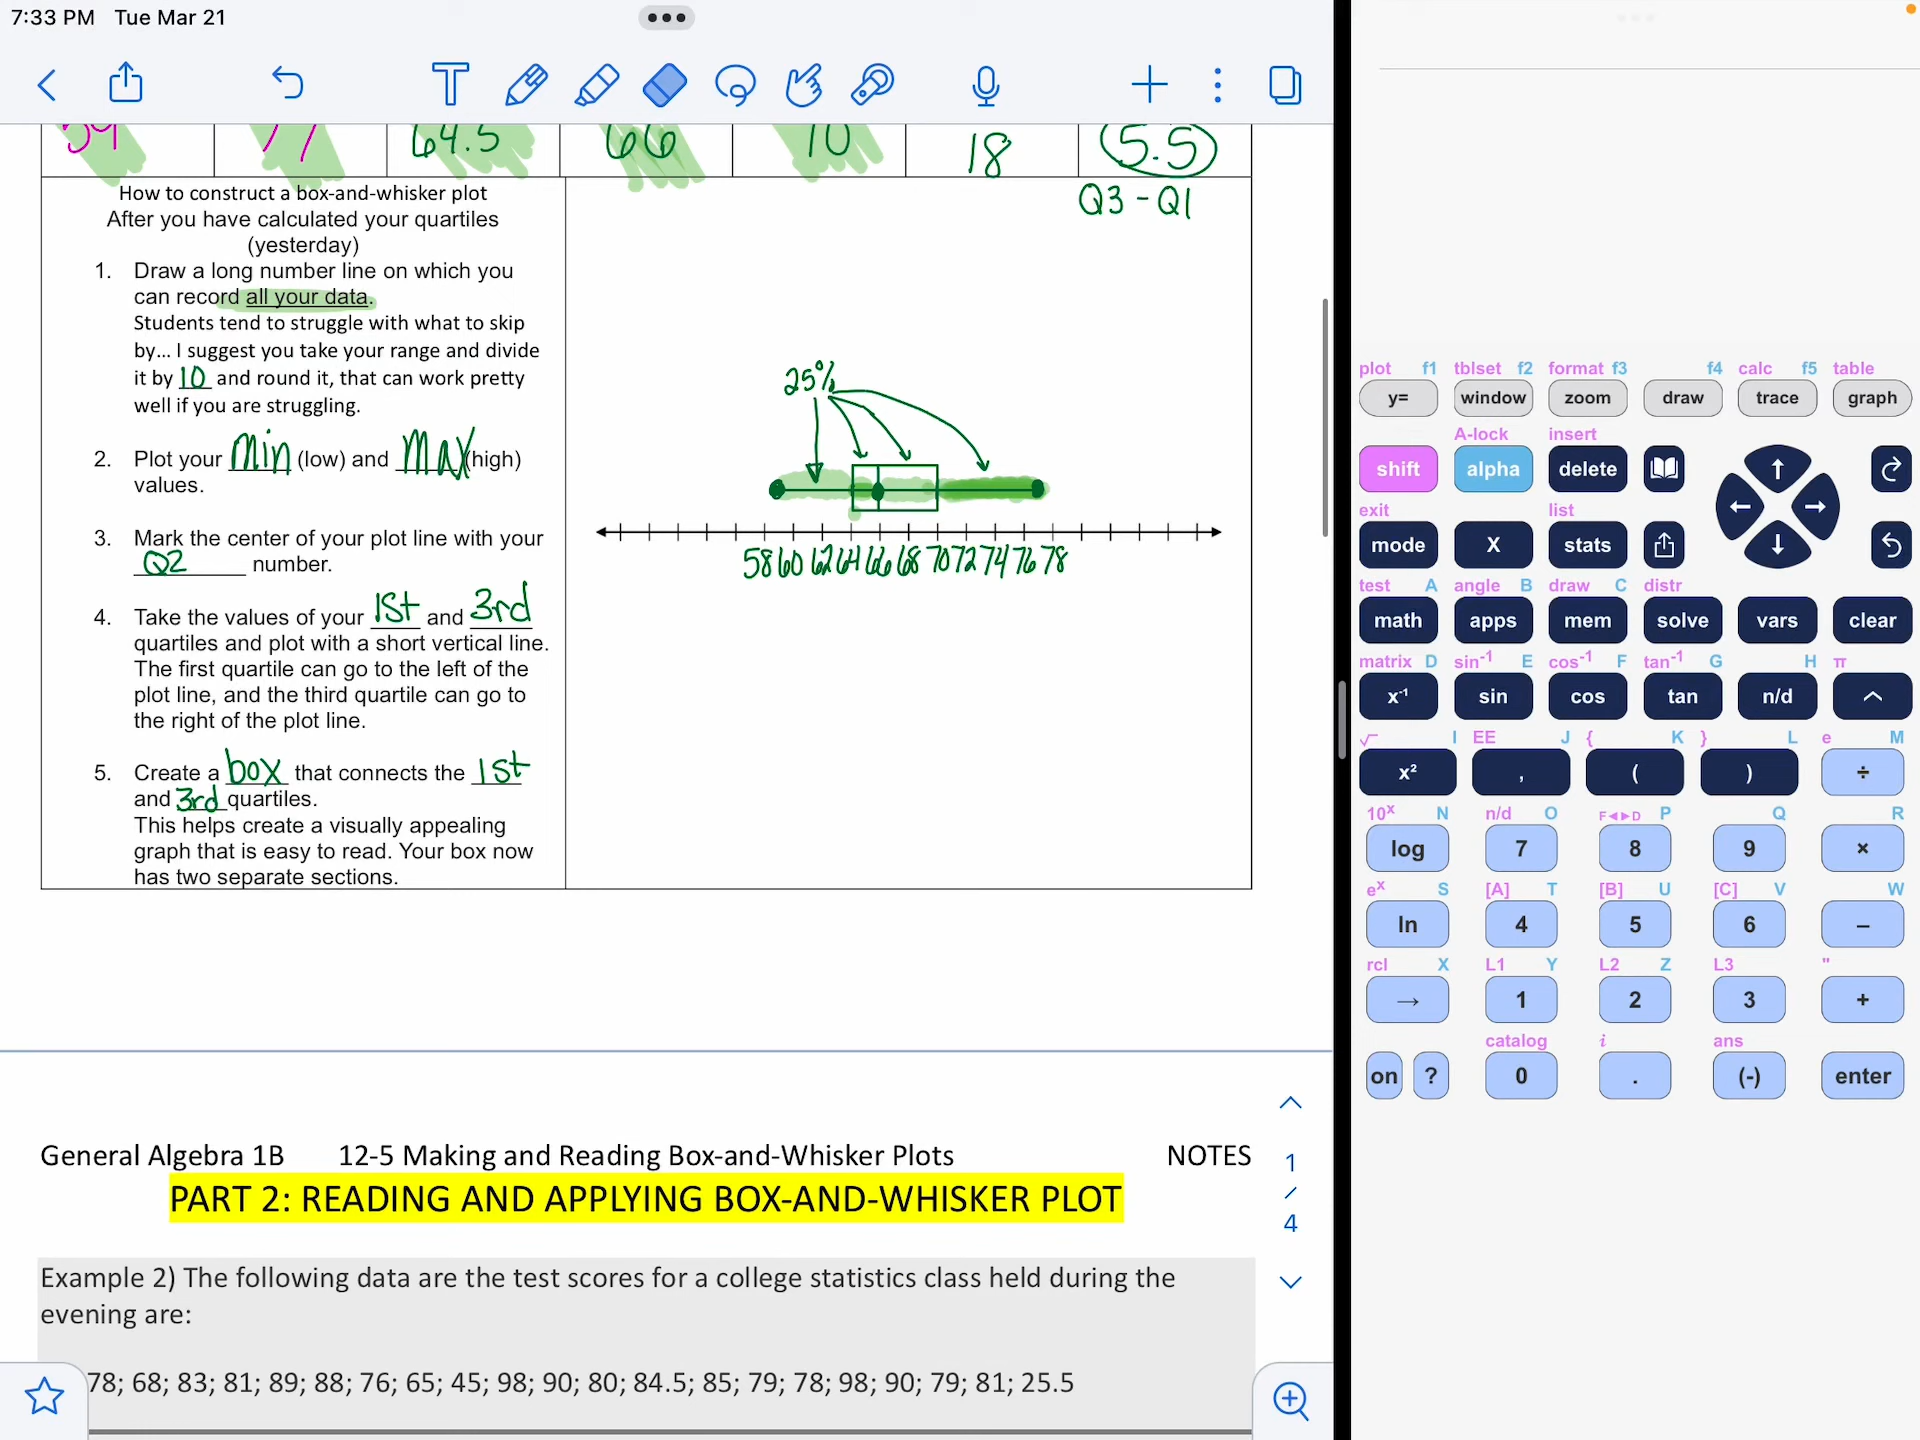 7:33 PM Tue Mar 21
59 77 64.5 66 70 18 5.5
Q3 - Q1
How to construct a box-and-whisker plot
After you have calculated your quartiles
(yesterday)
1. Draw a long number line on which you
can record all your data.
Students tend to struggle with what to skip
by... I suggest you take your range and divide
it by 10 and round it, that can work pretty
well if you are struggling.
2. Plot your min (low) and max (high)
values.
3. Mark the center of your plot line with your
Q2 number.
4. Take the values of your 1st and 3rd
quartiles and plot with a short vertical line.
The first quartile can go to the left of the
plot line, and the third quartile can go to
the right of the plot line.
5. Create a box that connects the 1st
and 3rd quartiles.
This helps create a visually appealing
graph that is easy to read. Your box now
has two separate sections.
25%
58 60 62 64 66 68 70 72 74 76 78
General Algebra 1B 12-5 Making and Reading Box-and-Whisker Plots NOTES
PART 2: READING AND APPLYING BOX-AND-WHISKER PLOT
Example 2) The following data are the test scores for a college statistics class held during the
evening are:
78; 68; 83; 81; 89; 88; 76; 65; 45; 98; 90; 80; 84.5; 85; 79; 78; 98; 90; 79; 81; 25.5
1
/
4
plot f1 tblset f2 format f3 f4 calc f5 table
y= window zoom draw trace graph
A-lock insert
shift alpha delete
exit list
mode X stats
test A angle B draw C distr
math apps mem solve vars clear
matrix D sin-1 E cos-1 F tan-1 G H π
x-1 sin cos tan n/d ^
√ I EE J { K } L e M
x² , ( ) ÷
10x N n/d O F◄►D P Q R
log 7 8 9 ×
ex S [A] T [B] U [C] V W
ln 4 5 6 −
rcl X L1 Y L2 Z L3 "
→ 1 2 3 +
catalog i ans
on ? 0 . (-) enter